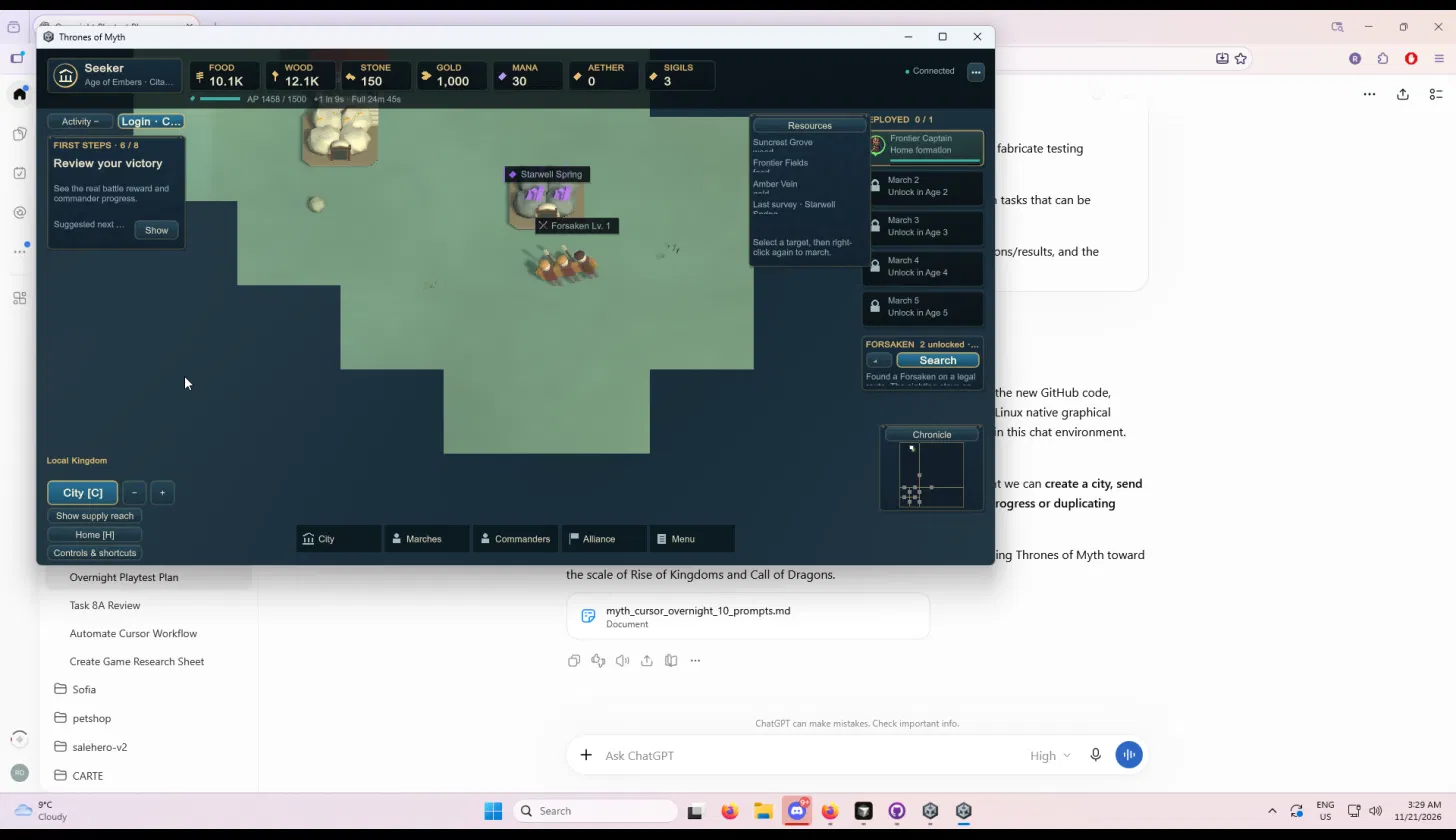 Thrones of Myth
Seeker
Age of Embers · Cita...
FOOD
10.1K
WOOD
12.1K
STONE
150
GOLD
1,000
MANA
30
AETHER
0
SIGILS
3
Connected
AP 1458 / 1500 +1 in 9s · Full 24m 45s
Activity −
Login · C...
FIRST STEPS · 6 / 8
Review your victory
See the real battle reward and
commander progress.
Suggested next ...
Show
Starwell Spring
Forsaken Lv. 1
Resources
Suncrest Grove
Frontier Fields
Amber Vein
Last survey · Starwell
Spring
Select a target, then right-
click again to march.
EPLOYED 0 / 1
Frontier Captain
Home formation
March 2
Unlock in Age 2
March 3
Unlock in Age 3
March 4
Unlock in Age 4
March 5
Unlock in Age 5
FORSAKEN 2 unlocked ·...
Search
Found a Forsaken on a legal
Chronicle
Local Kingdom
City [C]
−
+
Show supply reach
Home [H]
Controls & shortcuts
City
Marches
Commanders
Alliance
Menu
fabricate testing
tasks that can be
ons/results, and the
the new GitHub code,
Linux native graphical
in this chat environment.
t we can create a city, send
rogress or duplicating
ing Thrones of Myth toward
the scale of Rise of Kingdoms and Call of Dragons.
myth_cursor_overnight_10_prompts.md
Document
Overnight Playtest Plan
Task 8A Review
Automate Cursor Workflow
Create Game Research Sheet
Sofia
petshop
salehero-v2
CARTE
RD
ChatGPT can make mistakes. Check important info.
Ask ChatGPT
High
9°C
Cloudy
Search
9+
ENG
US
3:29 AM
11/21/2026